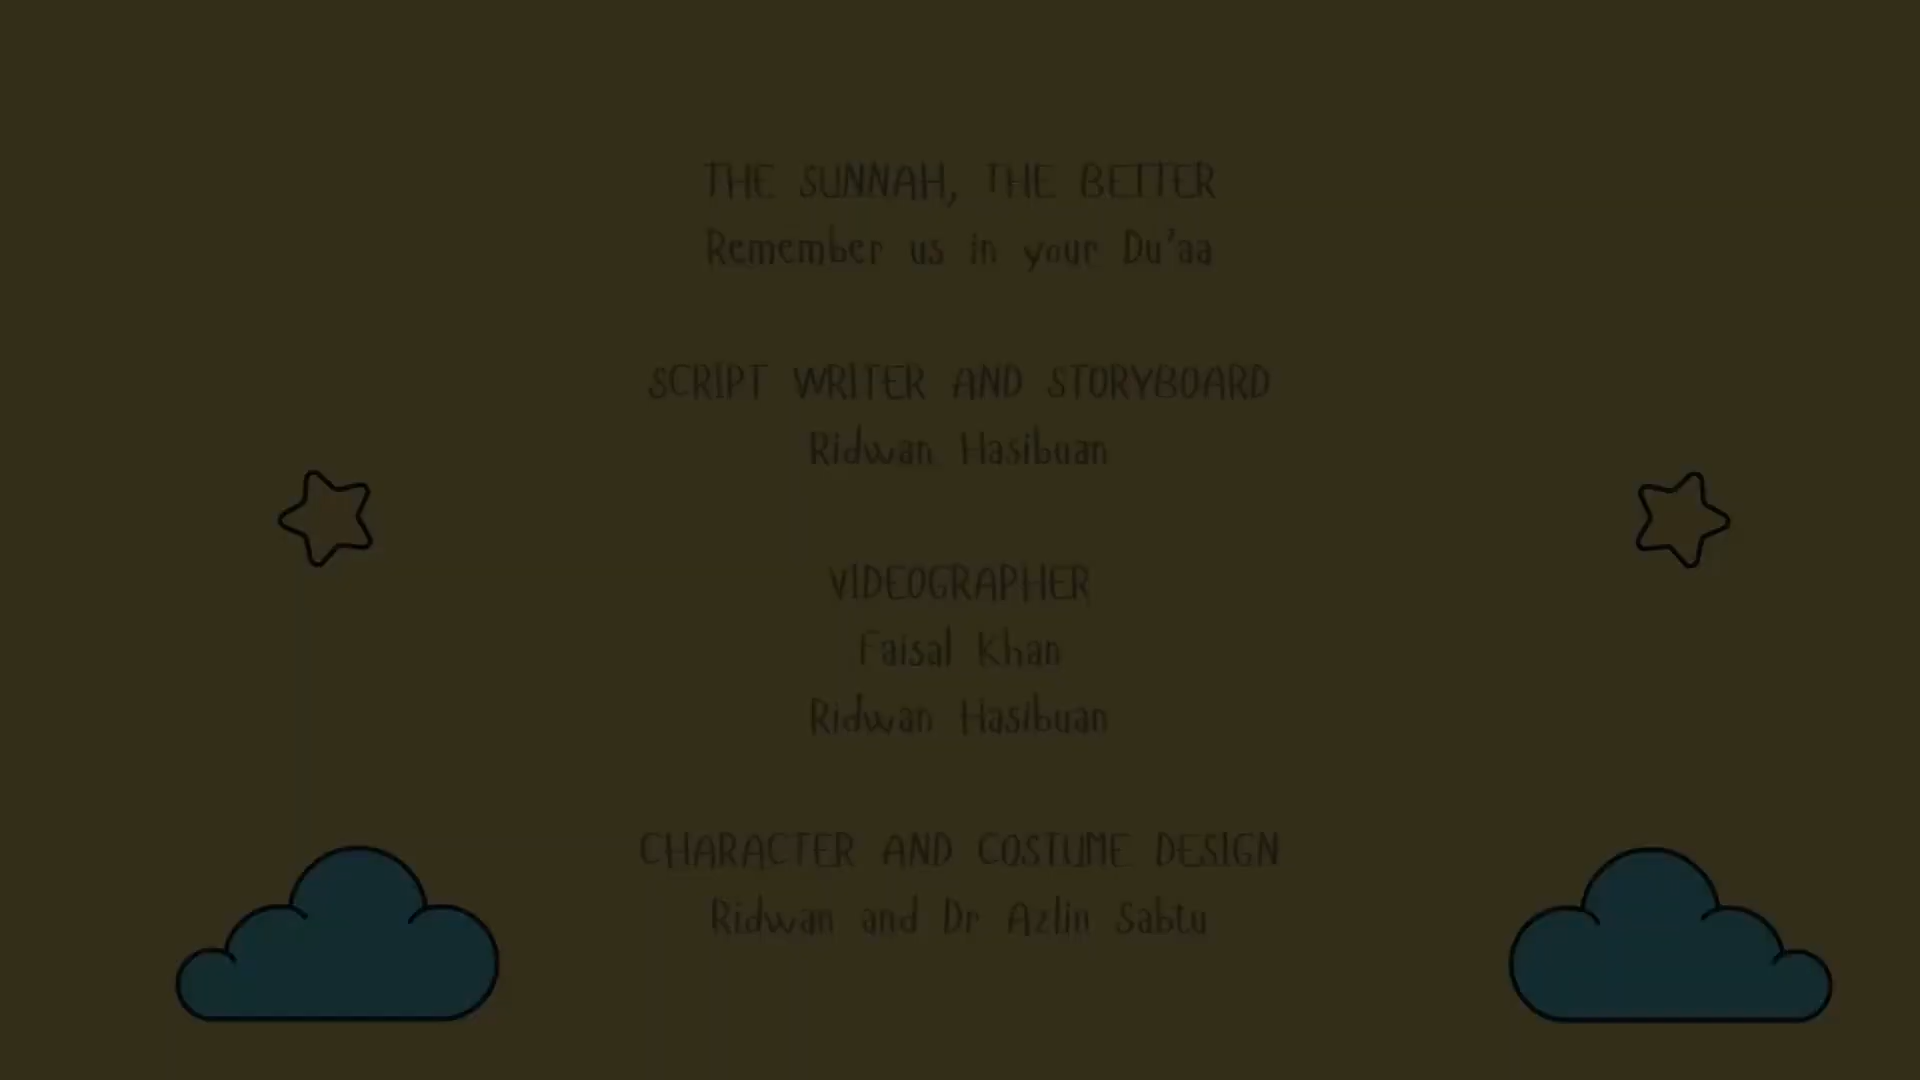 THE SUNNAH, THE BETTER
Remember us in your Du'aa
SCRIPT WRITER AND STORYBOARD
Ridwan Hasibuan
VIDEOGRAPHER
Faisal Khan
Ridwan Hasibuan
CHARACTER AND COSTUME DESIGN
Ridwan and Dr Azlin Sabtu